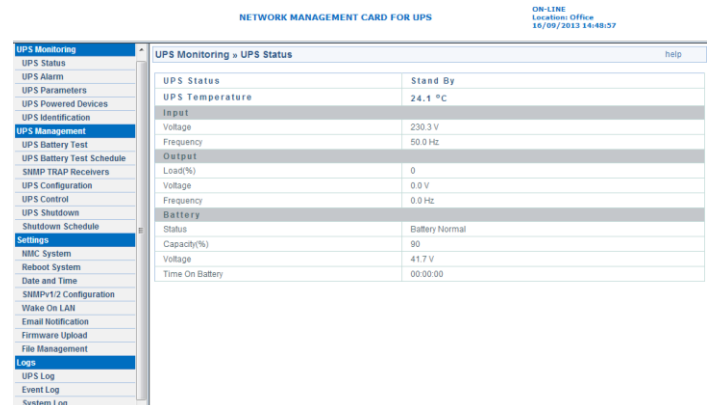 NETWORK MANAGEMENT CARD FOR UPS
ON-LINE
Location: Office
16/09/2013 14:48:57
UPS Monitoring
UPS Status
UPS Alarm
UPS Parameters
UPS Powered Devices
UPS Identification
UPS Management
UPS Battery Test
UPS Battery Test Schedule
SNMP TRAP Receivers
UPS Configuration
UPS Control
UPS Shutdown
Shutdown Schedule
Settings
NMC System
Reboot System
Date and Time
SNMPv1/2 Configuration
Wake On LAN
Email Notification
Firmware Upload
File Management
Logs
UPS Log
Event Log
System Log
UPS Monitoring » UPS Status help
UPS Status Stand By
UPS Temperature 24.1 °C
Input
Voltage 230.3 V
Frequency 50.0 Hz
Output
Load(%) 0
Voltage 0.0 V
Frequency 0.0 Hz
Battery
Status Battery Normal
Capacity(%) 90
Voltage 41.7 V
Time On Battery 00:00:00